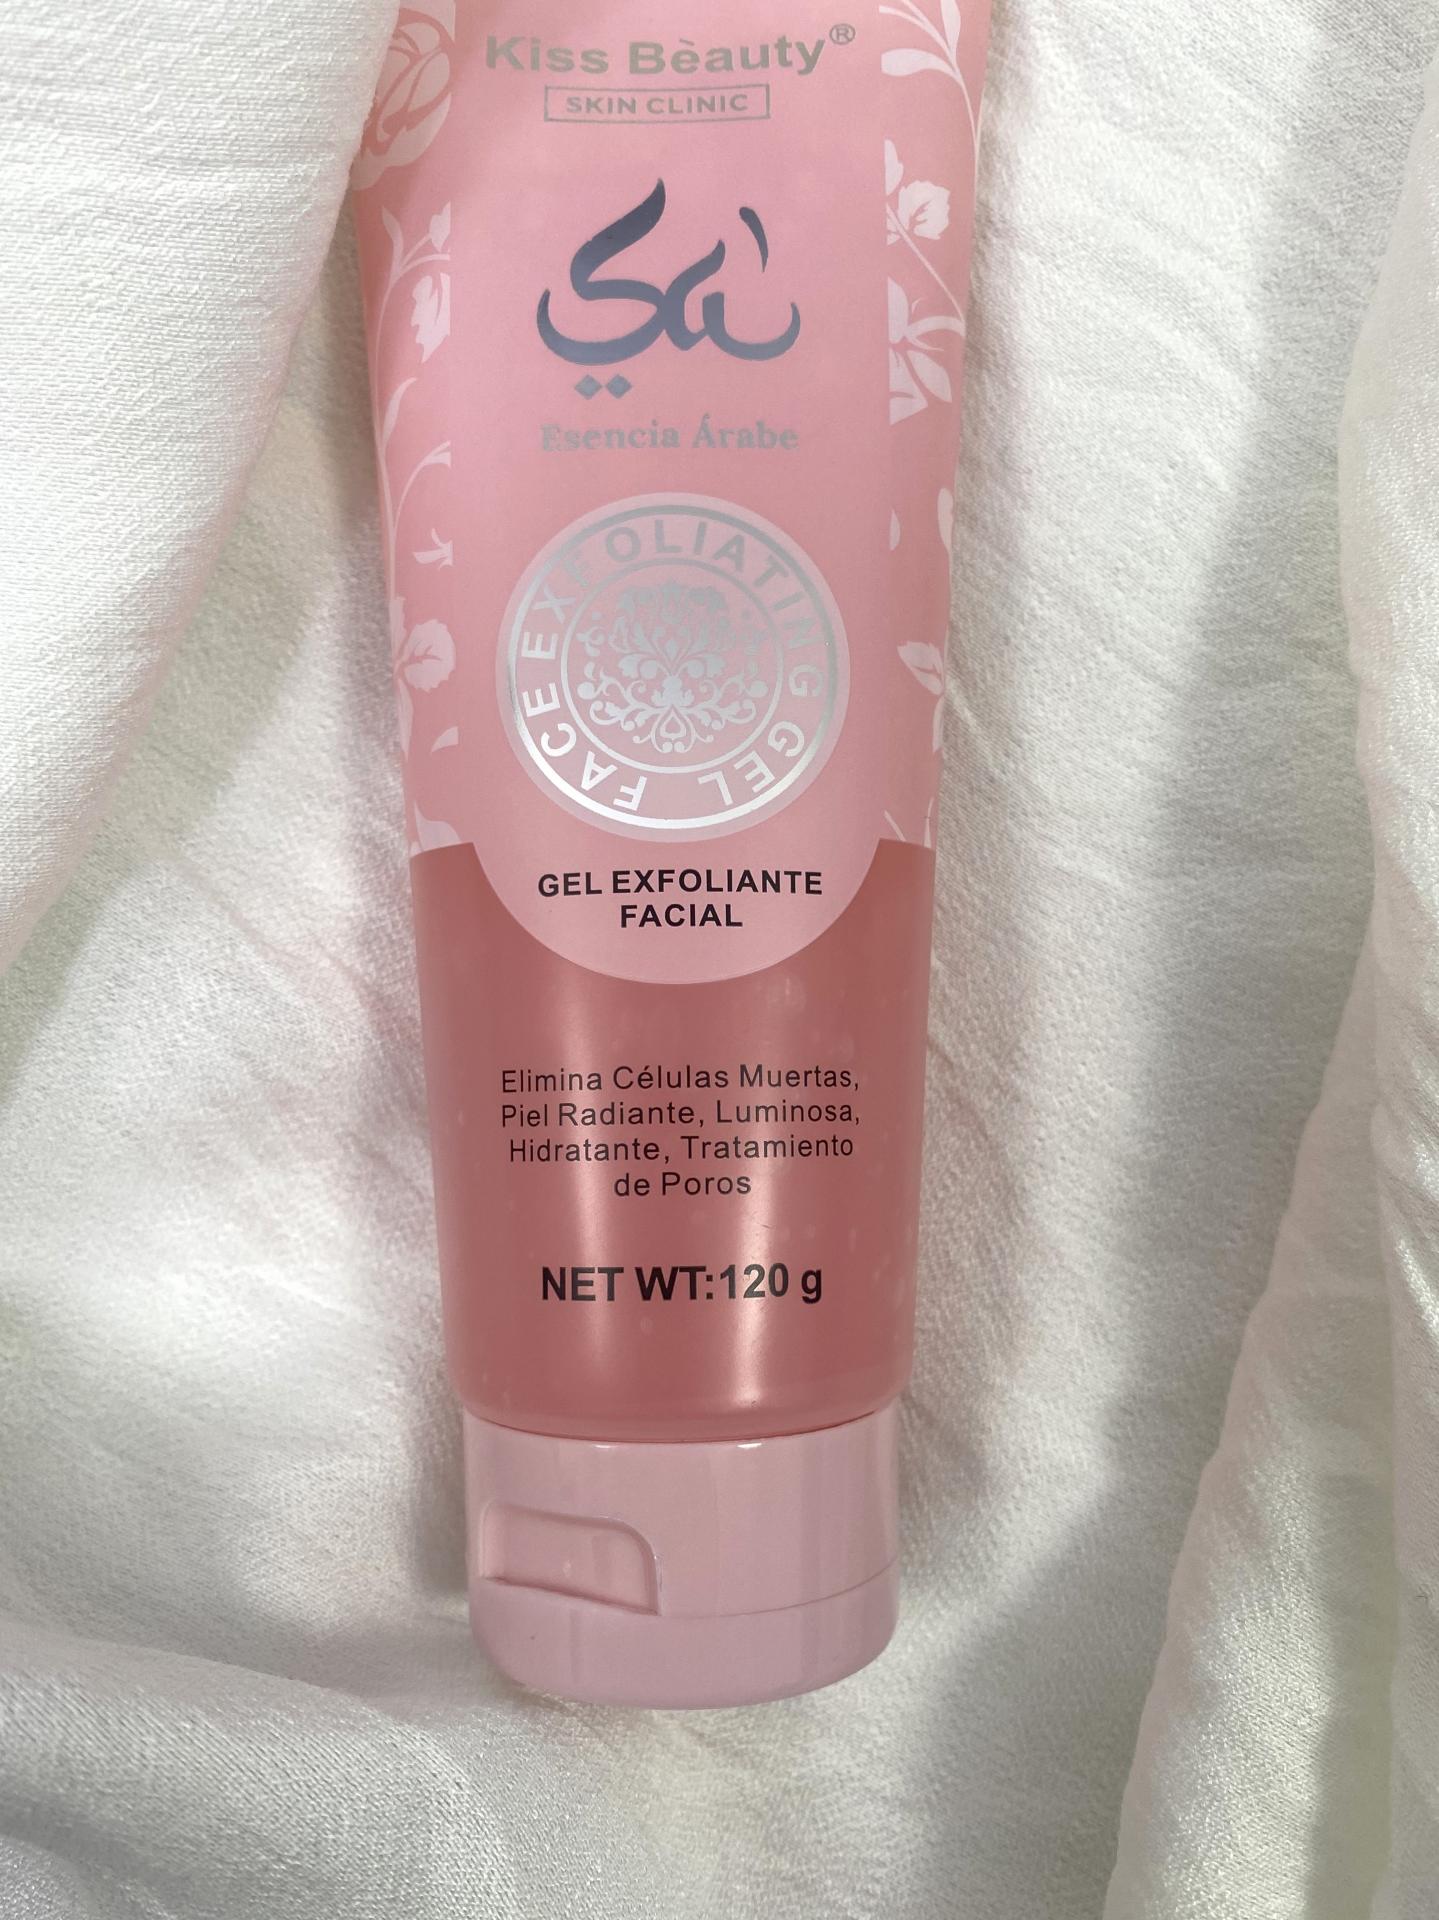 Kiss Bèauty®
SKIN CLINIC
Sa
Esencia Árabe
FACE EXFOLIATING GEL
GEL EXFOLIANTE
FACIAL
Elimina Células Muertas,
Piel Radiante, Luminosa,
Hidratante, Tratamiento
de Poros
NET WT:120 g